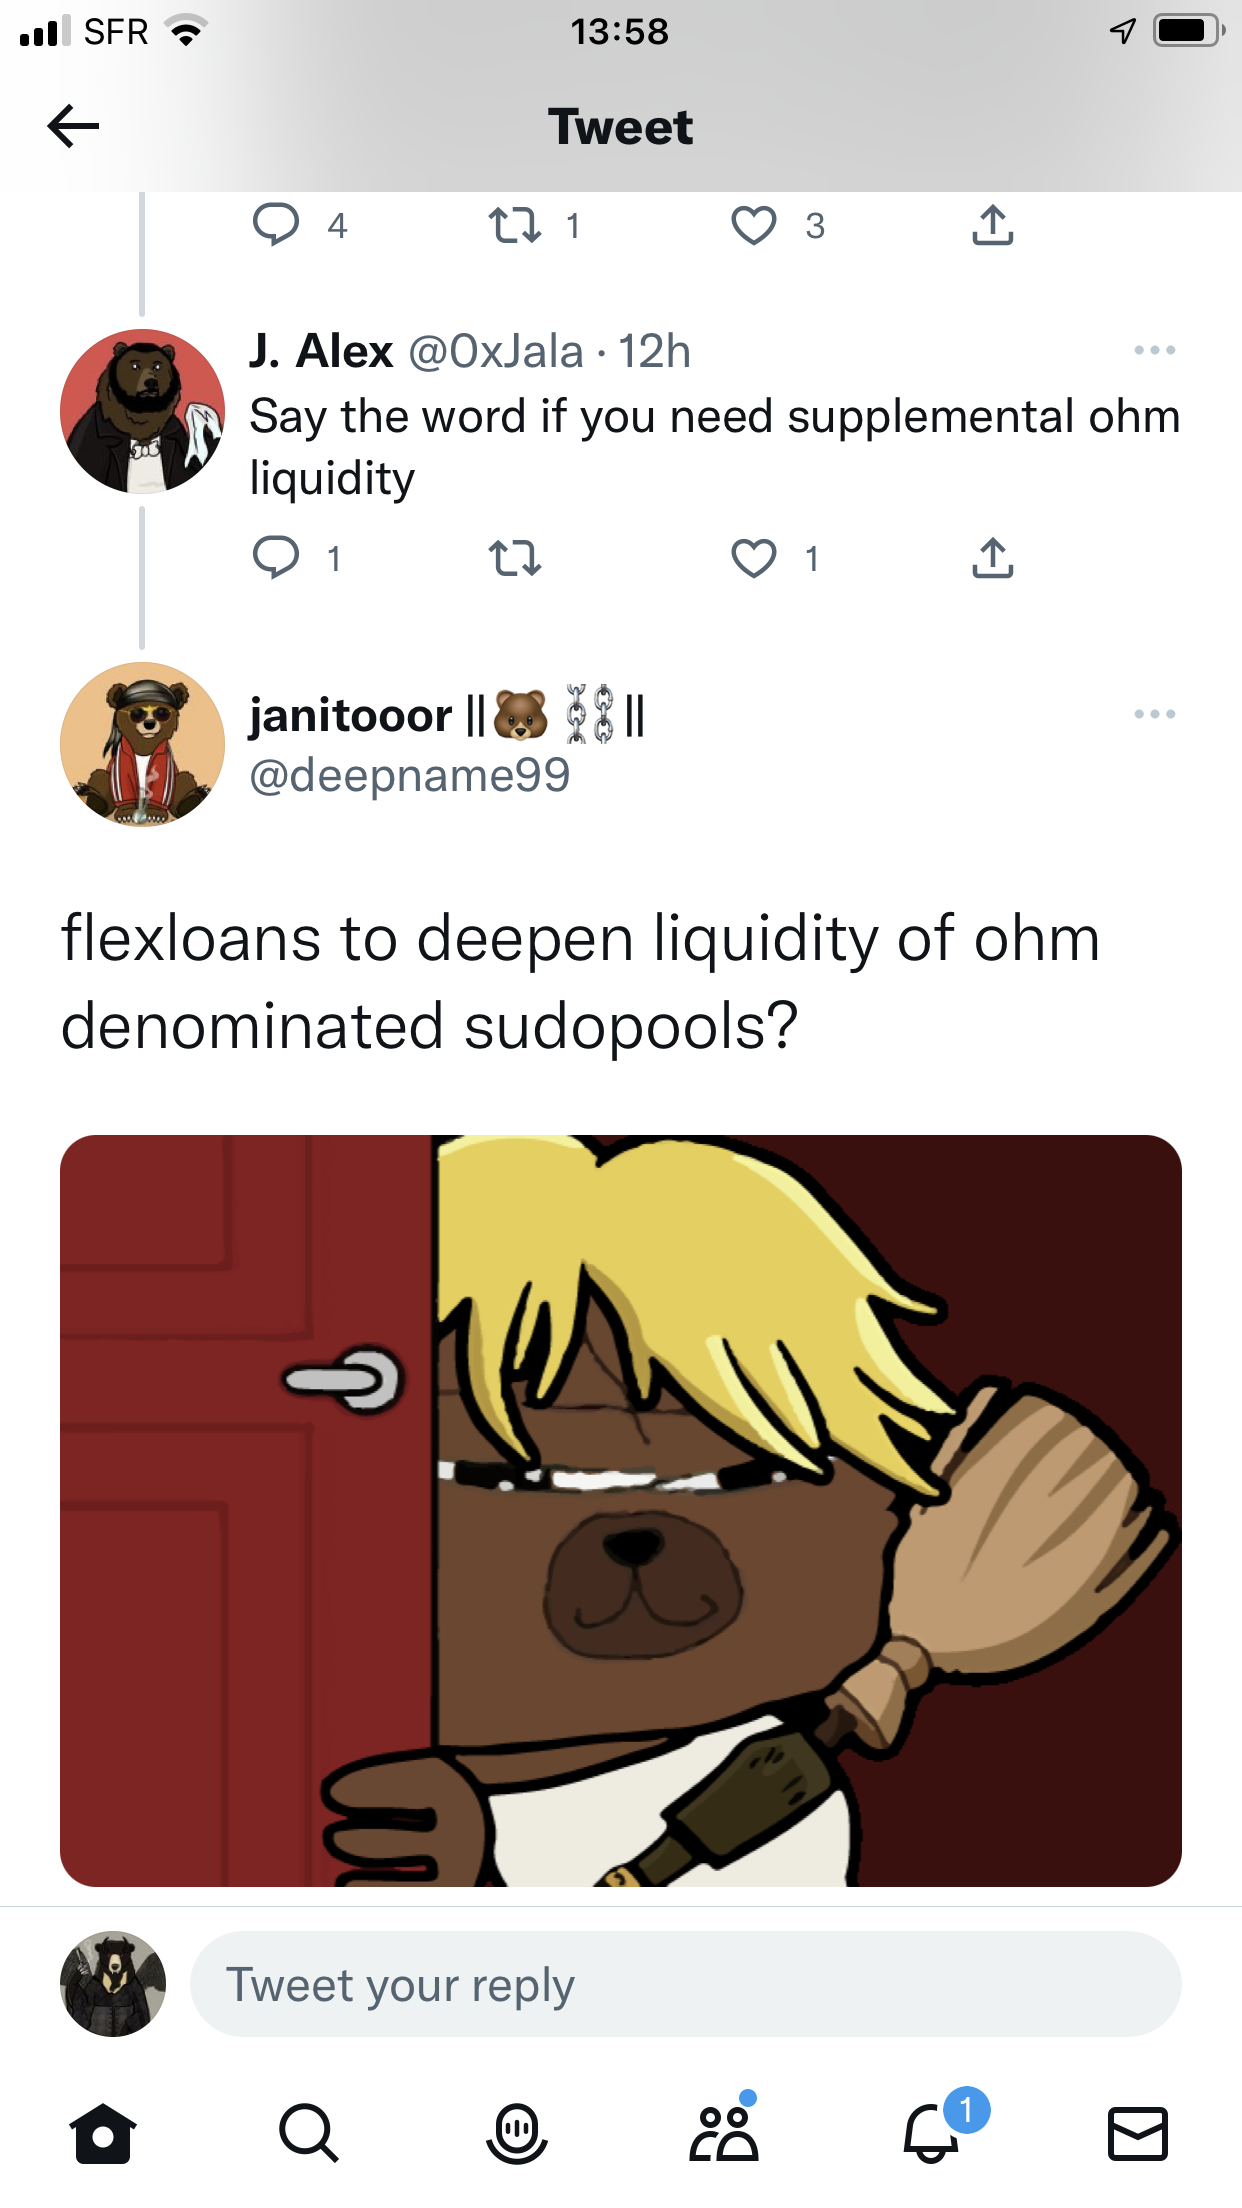 SFR 13:58
Tweet
4 1 3
J. Alex @0xJala · 12h
Say the word if you need supplemental ohm
liquidity
1 1
janitooor ||🐻 ⛓️||
@deepname99
flexloans to deepen liquidity of ohm
denominated sudopools?
Tweet your reply
1